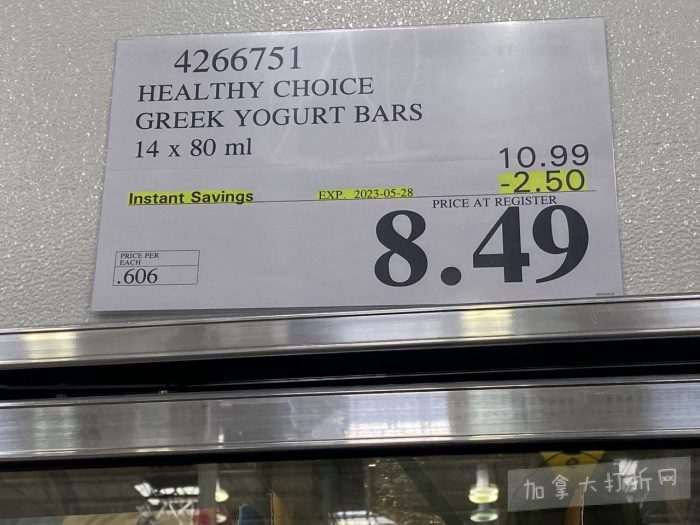 4266751
HEALTHY CHOICE
GREEK YOGURT BARS
14 x 80 ml
10.99
Instant Savings EXP. 2023-05-28 -2.50
PRICE AT REGISTER
8.49
PRICE PER
EACH
.606
加拿大打折网